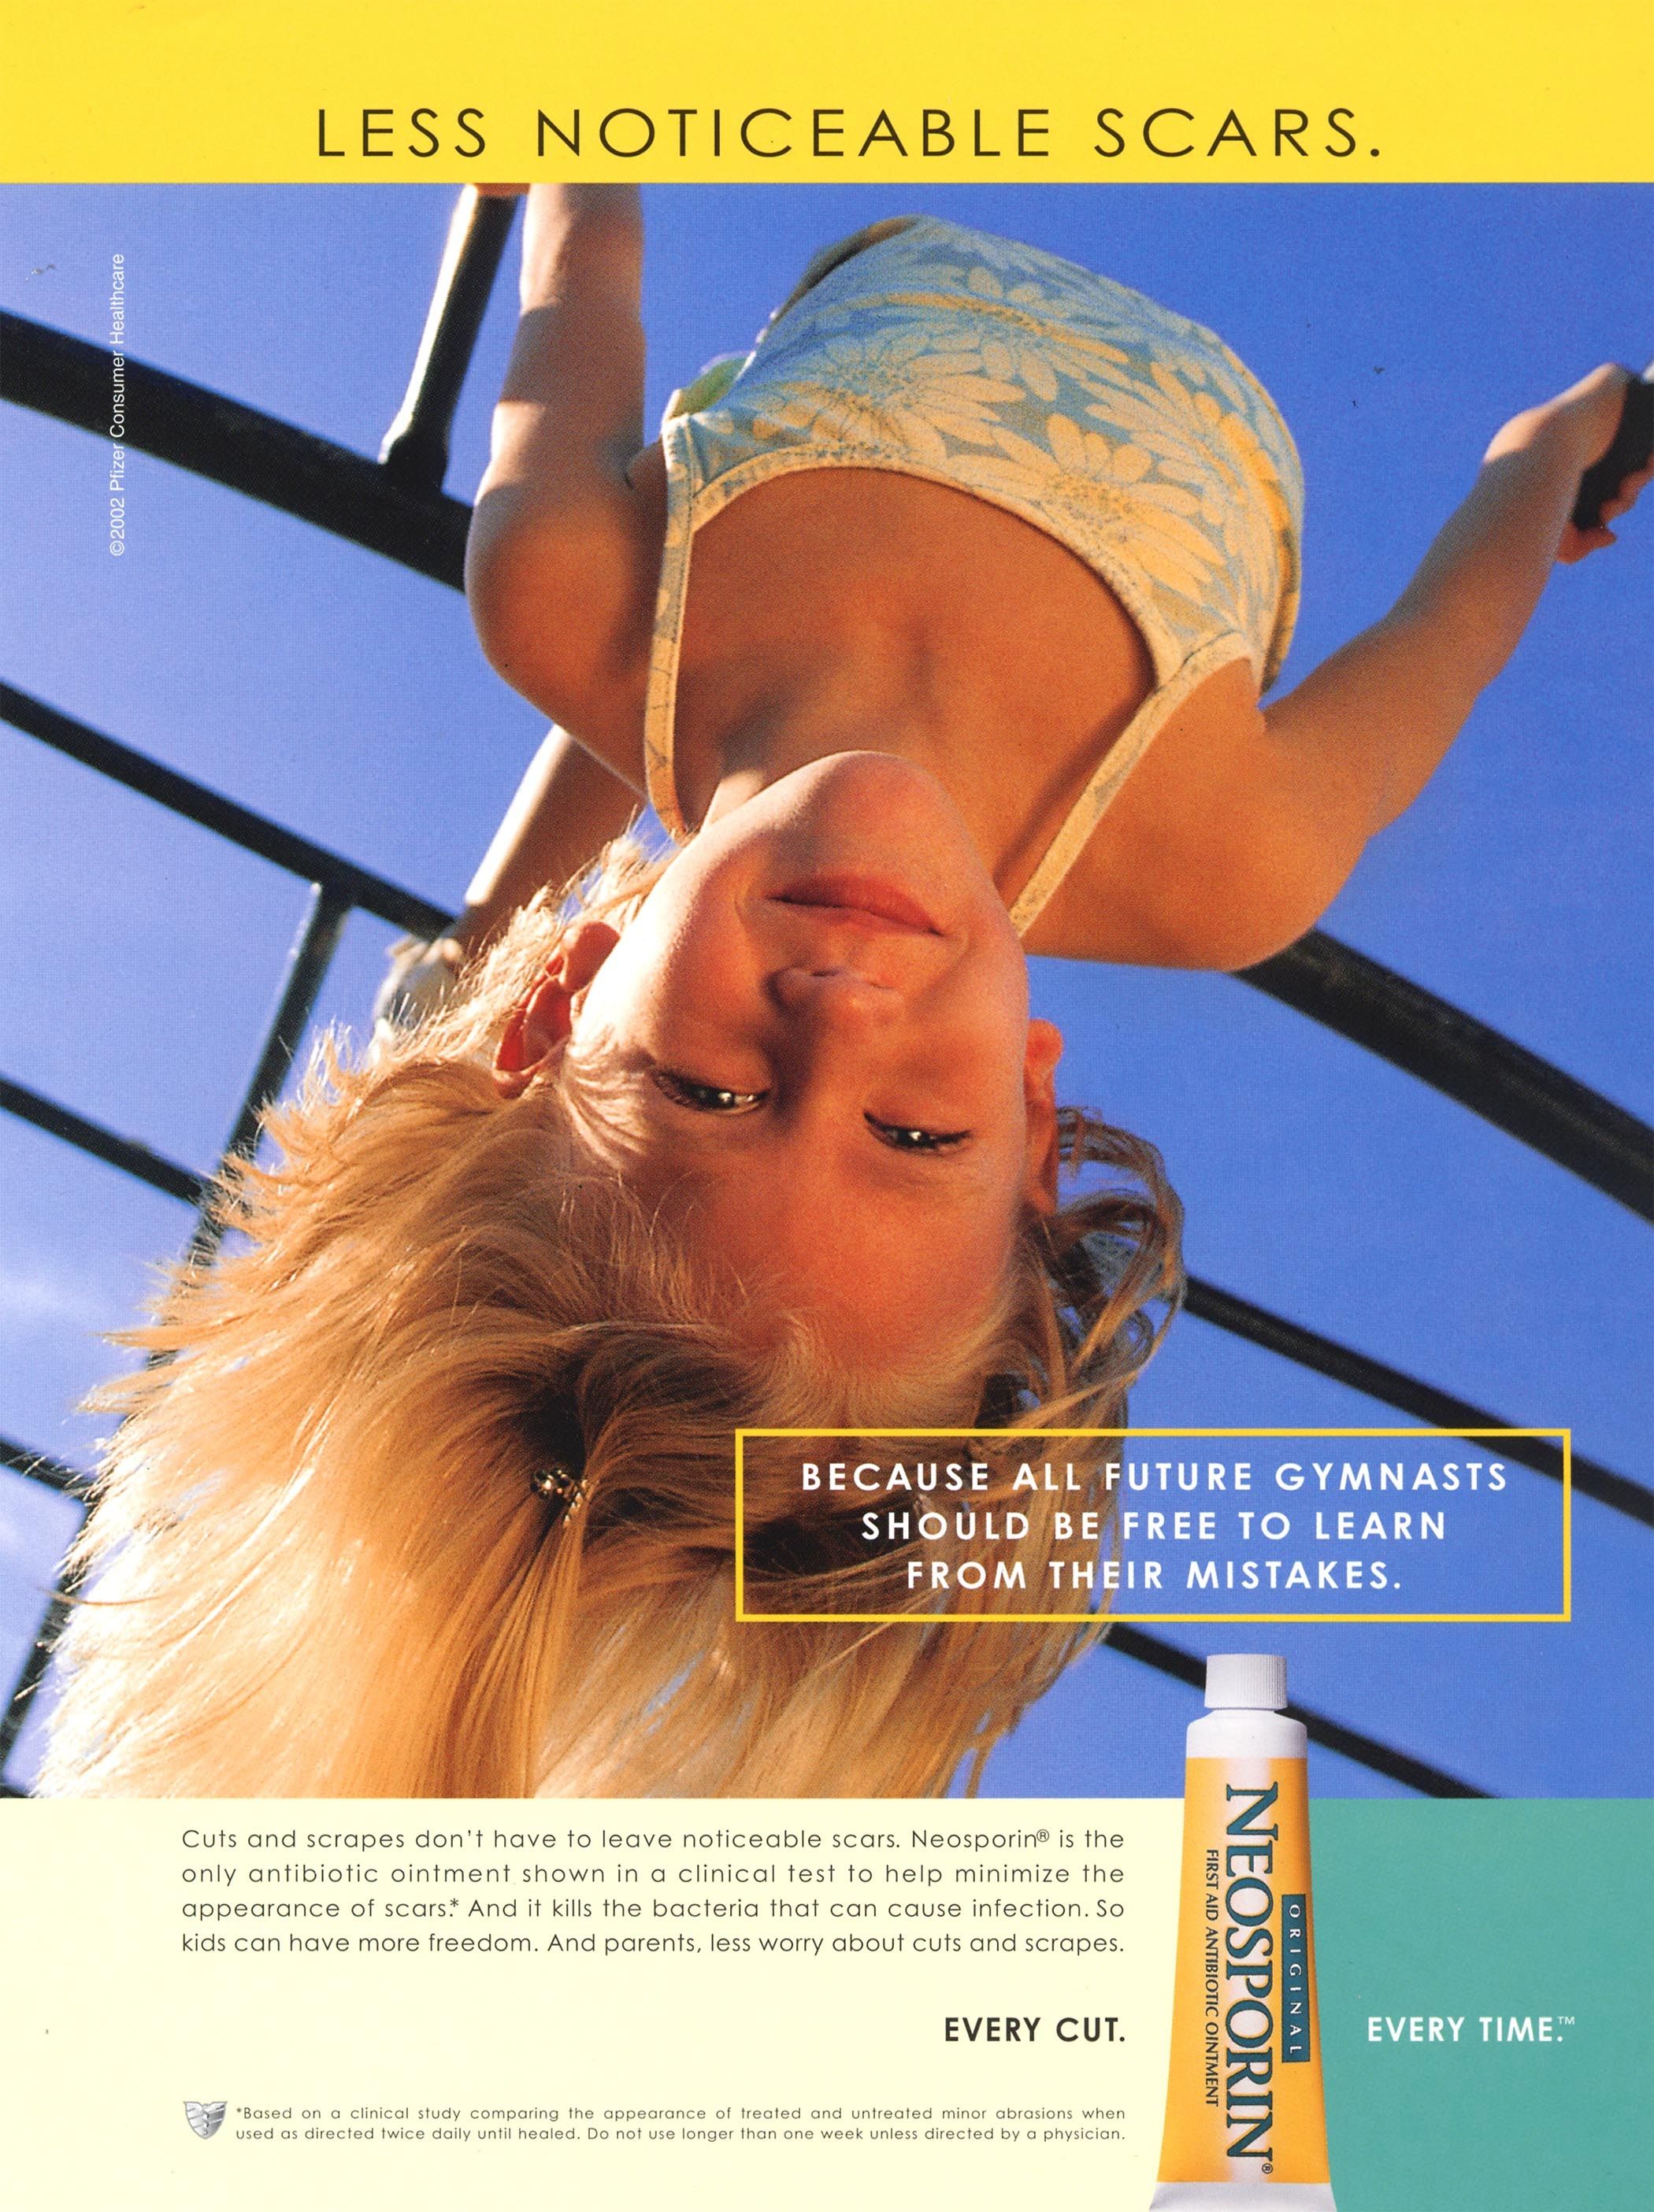 LESS NOTICEABLE SCARS.
©2002 Pfizer Consumer Healthcare
BECAUSE ALL FUTURE GYMNASTS
SHOULD BE FREE TO LEARN
FROM THEIR MISTAKES.
Cuts and scrapes don't have to leave noticeable scars. Neosporin® is the
only antibiotic ointment shown in a clinical test to help minimize the
appearance of scars.* And it kills the bacteria that can cause infection. So
kids can have more freedom. And parents, less worry about cuts and scrapes.
EVERY CUT.
ORIGINAL
NEOSPORIN®
FIRST AID ANTIBIOTIC OINTMENT
EVERY TIME.™
*Based on a clinical study comparing the appearance of treated and untreated minor abrasions when
used as directed twice daily until healed. Do not use longer than one week unless directed by a physician.